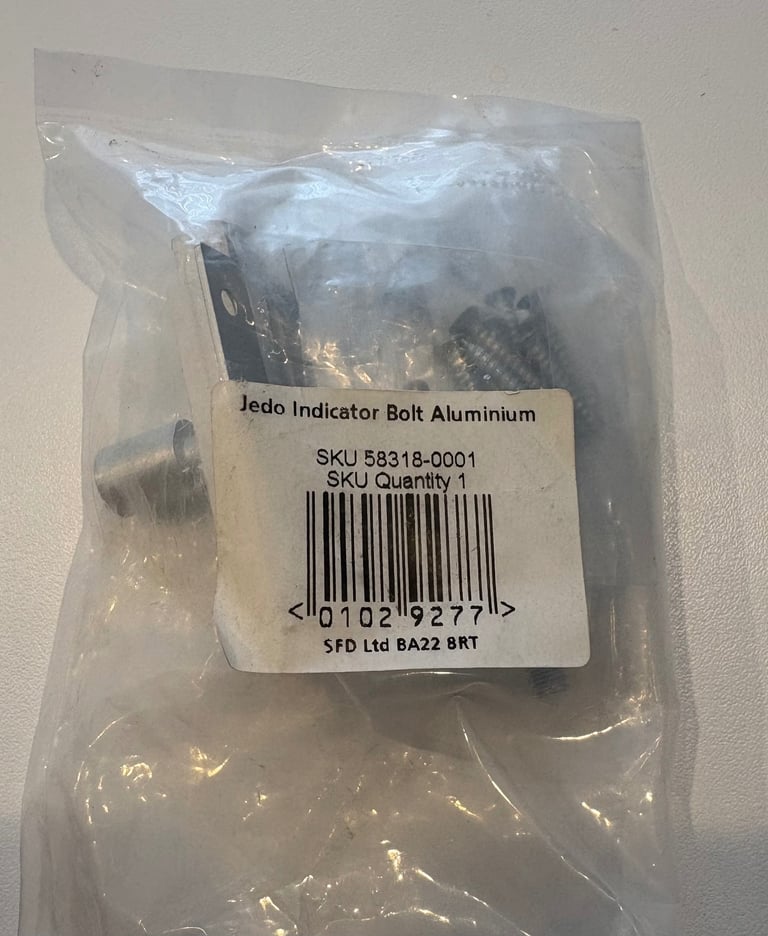 Jedo Indicator Bolt Aluminium
SKU 58318-0001
SKU Quantity 1
<0102 9277>
SFD Ltd BA22 8RT